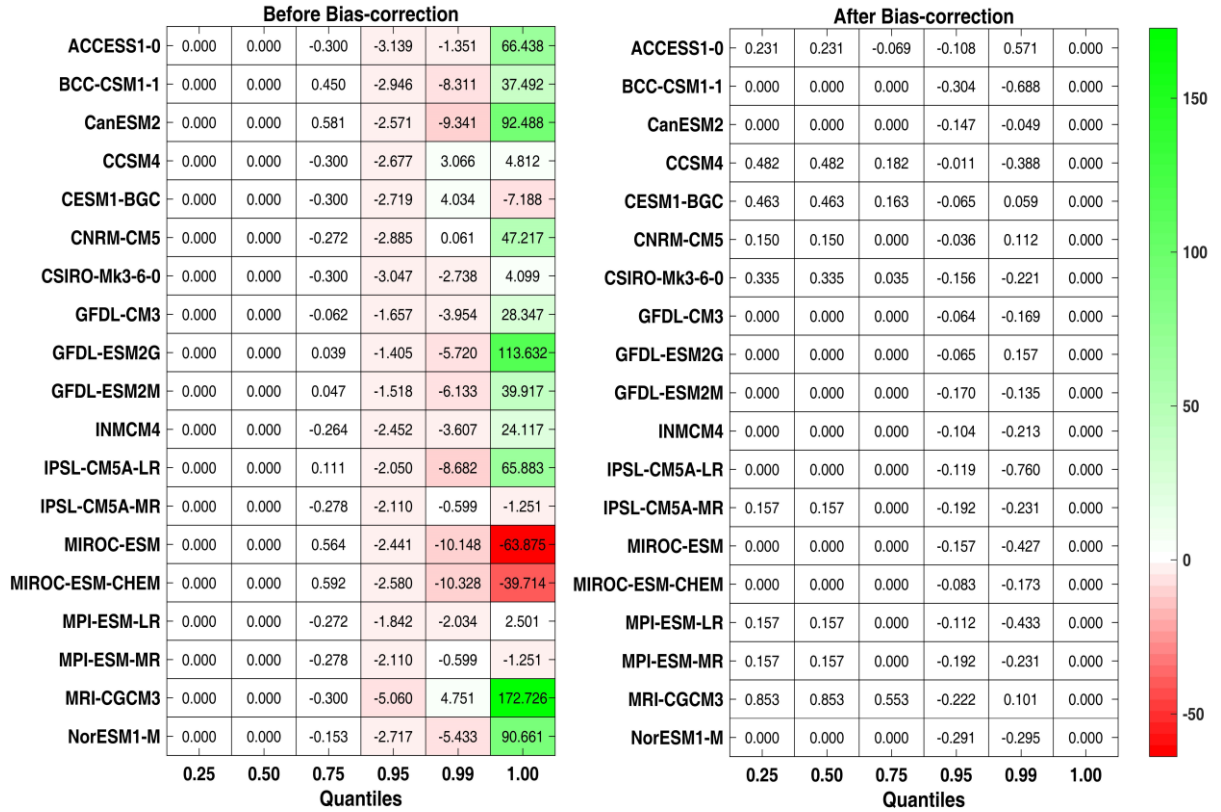 Before Bias-correction
ACCESS1-0 0.000 0.000 -0.300 -3.139 -1.351 66.438
BCC-CSM1-1 0.000 0.000 0.450 -2.946 -8.311 37.492
CanESM2 0.000 0.000 0.581 -2.571 -9.341 92.488
CCSM4 0.000 0.000 -0.300 -2.677 3.066 4.812
CESM1-BGC 0.000 0.000 -0.300 -2.719 4.034 -7.188
CNRM-CM5 0.000 0.000 -0.272 -2.885 0.061 47.217
CSIRO-Mk3-6-0 0.000 0.000 -0.300 -3.047 -2.738 4.099
GFDL-CM3 0.000 0.000 -0.062 -1.657 -3.954 28.347
GFDL-ESM2G 0.000 0.000 0.039 -1.405 -5.720 113.632
GFDL-ESM2M 0.000 0.000 0.047 -1.518 -6.133 39.917
INMCM4 0.000 0.000 -0.264 -2.452 -3.607 24.117
IPSL-CM5A-LR 0.000 0.000 0.111 -2.050 -8.682 65.883
IPSL-CM5A-MR 0.000 0.000 -0.278 -2.110 -0.599 -1.251
MIROC-ESM 0.000 0.000 0.564 -2.441 -10.148 -63.875
MIROC-ESM-CHEM 0.000 0.000 0.592 -2.580 -10.328 -39.714
MPI-ESM-LR 0.000 0.000 -0.272 -1.842 -2.034 2.501
MPI-ESM-MR 0.000 0.000 -0.278 -2.110 -0.599 -1.251
MRI-CGCM3 0.000 0.000 -0.300 -5.060 4.751 172.726
NorESM1-M 0.000 0.000 -0.153 -2.717 -5.433 90.661
0.25 0.50 0.75 0.95 0.99 1.00
Quantiles
After Bias-correction
ACCESS1-0 0.231 0.231 -0.069 -0.108 0.571 0.000
BCC-CSM1-1 0.000 0.000 0.000 -0.304 -0.688 0.000
CanESM2 0.000 0.000 0.000 -0.147 -0.049 0.000
CCSM4 0.482 0.482 0.182 -0.011 -0.388 0.000
CESM1-BGC 0.463 0.463 0.163 -0.065 0.059 0.000
CNRM-CM5 0.150 0.150 0.000 -0.036 0.112 0.000
CSIRO-Mk3-6-0 0.335 0.335 0.035 -0.156 -0.221 0.000
GFDL-CM3 0.000 0.000 0.000 -0.064 -0.169 0.000
GFDL-ESM2G 0.000 0.000 0.000 -0.065 0.157 0.000
GFDL-ESM2M 0.000 0.000 0.000 -0.170 -0.135 0.000
INMCM4 0.000 0.000 0.000 -0.104 -0.213 0.000
IPSL-CM5A-LR 0.000 0.000 0.000 -0.119 -0.760 0.000
IPSL-CM5A-MR 0.157 0.157 0.000 -0.192 -0.231 0.000
MIROC-ESM 0.000 0.000 0.000 -0.157 -0.427 0.000
MIROC-ESM-CHEM 0.000 0.000 0.000 -0.083 -0.173 0.000
MPI-ESM-LR 0.157 0.157 0.000 -0.112 -0.433 0.000
MPI-ESM-MR 0.157 0.157 0.000 -0.192 -0.231 0.000
MRI-CGCM3 0.853 0.853 0.553 -0.222 0.101 0.000
NorESM1-M 0.000 0.000 0.000 -0.291 -0.295 0.000
0.25 0.50 0.75 0.95 0.99 1.00
Quantiles
150
100
50
0
-50